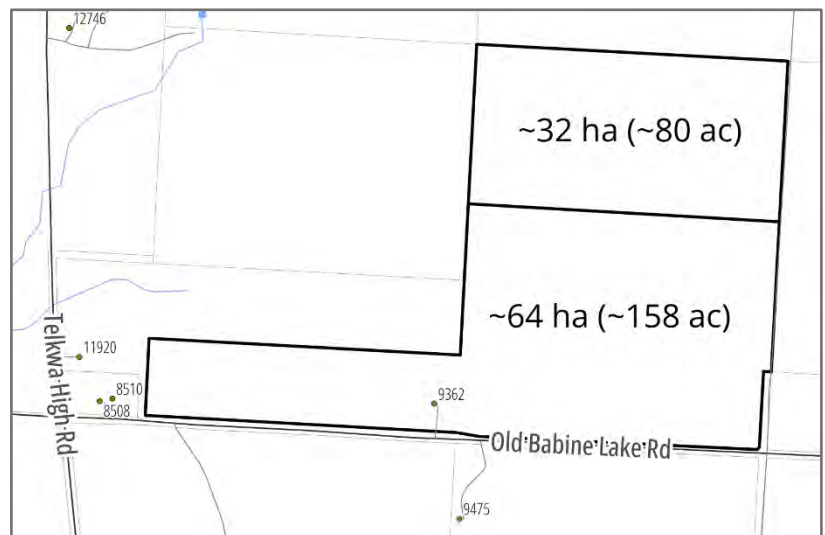 12746
~32 ha (~80 ac)
~64 ha (~158 ac)
Telkwa High Rd
11920
8510
8508
9362
Old Babine Lake Rd
9475